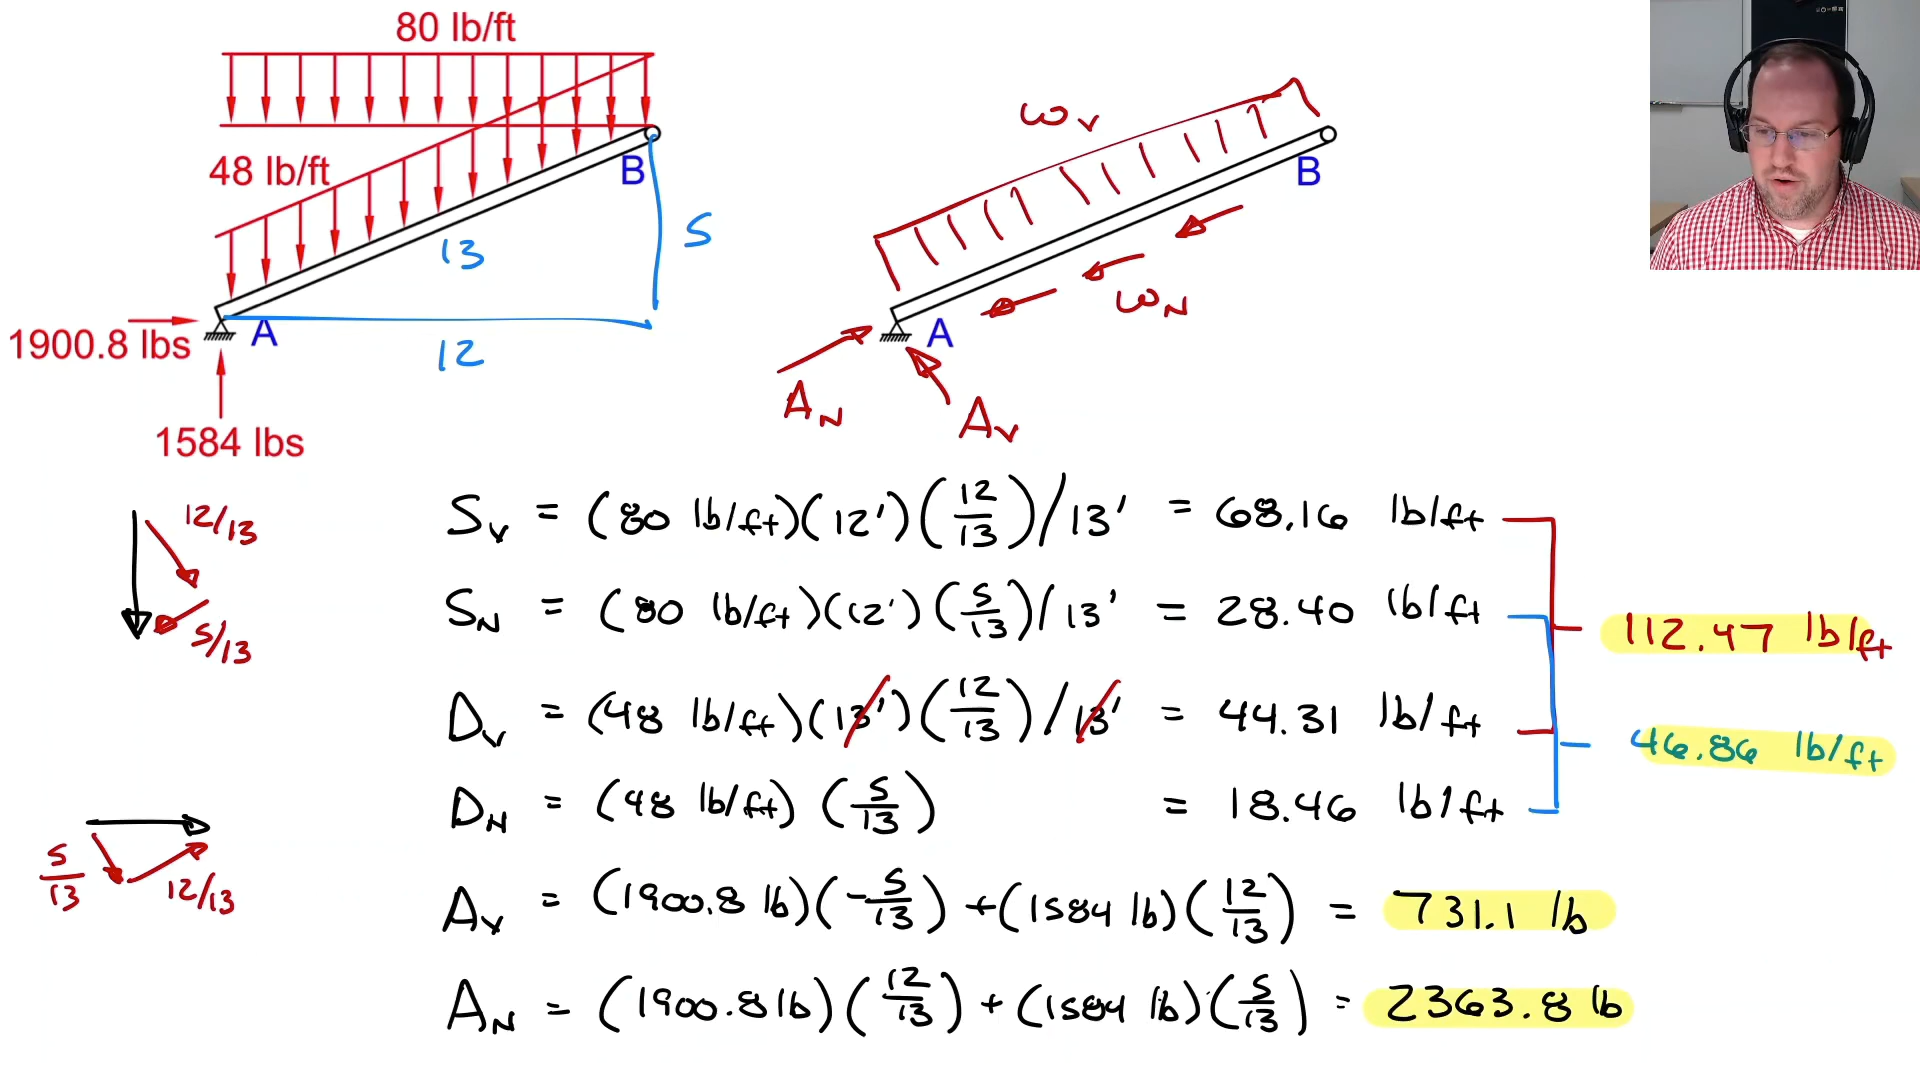 80 lb/ft
48 lb/ft
B
13
5
1900.8 lbs
A
12
1584 lbs
ω_V
B
ω_N
A
A_N
A_V
12/13
5/13
S_V = (80 lb/ft)(12')(12/13)/13' = 68.16 lb/ft
S_N = (80 lb/ft)(12')(5/13)/13' = 28.40 lb/ft
112.47 lb/ft
D_V = (48 lb/ft)(13')(12/13)/13' = 44.31 lb/ft
46.86 lb/ft
D_N = (48 lb/ft)(5/13) = 18.46 lb/ft
5/13
12/13
A_V = (1900.8 lb)(-5/13) + (1584 lb)(12/13) = 731.1 lb
A_N = (1900.8 lb)(12/13) + (1584 lb)(5/13) = 2363.8 lb